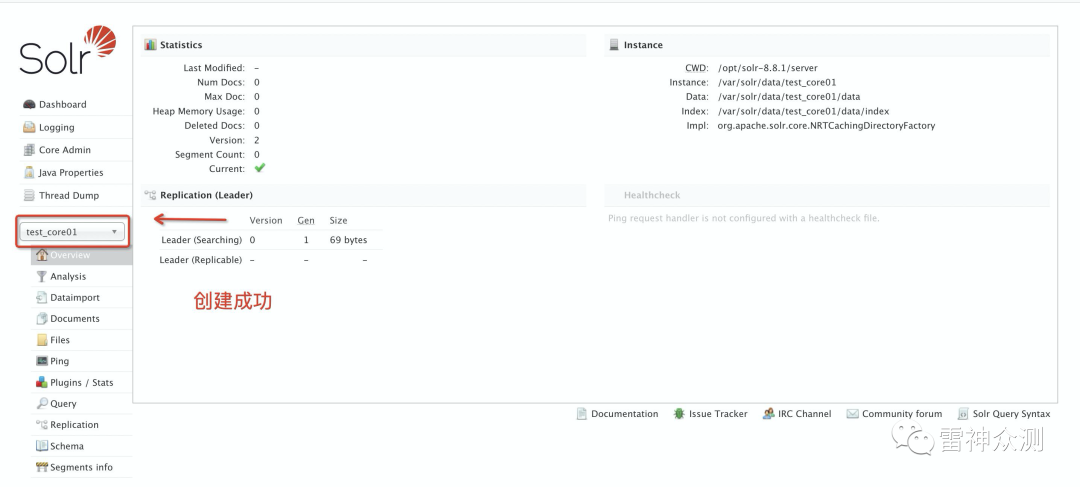 Solr
Dashboard
Logging
Core Admin
Java Properties
Thread Dump
test_core01
Overview
Analysis
Dataimport
Documents
Files
Ping
Plugins / Stats
Query
Replication
Schema
Segments info
Statistics
Last Modified: –
Num Docs: 0
Max Doc: 0
Heap Memory Usage: 0
Deleted Docs: 0
Version: 2
Segment Count: 0
Current:
Replication (Leader)
Version Gen Size
Leader (Searching) 0 1 69 bytes
Leader (Replicable) – – –
创建成功
Instance
CWD: /opt/solr-8.8.1/server
Instance: /var/solr/data/test_core01
Data: /var/solr/data/test_core01/data
Index: /var/solr/data/test_core01/data/index
Impl: org.apache.solr.core.NRTCachingDirectoryFactory
Healthcheck
Ping request handler is not configured with a healthcheck file.
Documentation Issue Tracker IRC Channel Community forum Solr Query Syntax
雷神众测